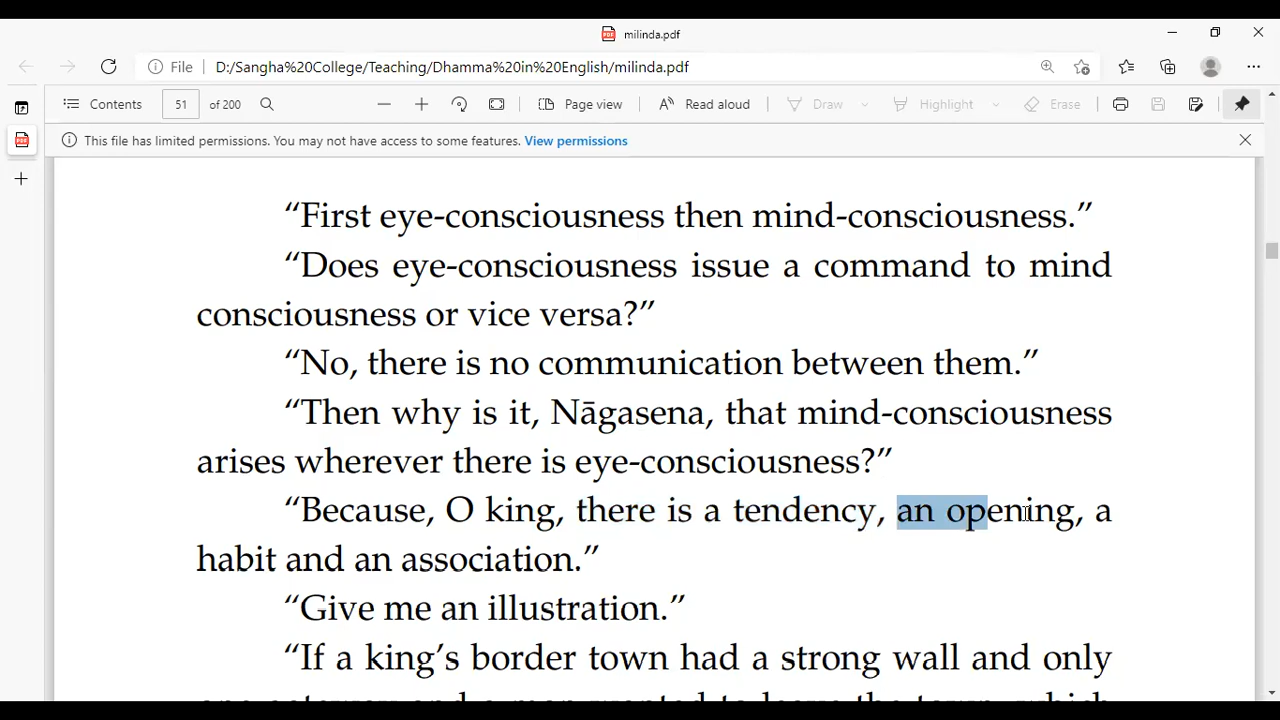 milinda.pdf
File D:/Sangha%20College/Teaching/Dhamma%20in%20English/milinda.pdf
Contents 51 of 200 Page view Read aloud Draw Highlight Erase
This file has limited permissions. You may not have access to some features. View permissions
“First eye-consciousness then mind-consciousness.”
“Does eye-consciousness issue a command to mind
consciousness or vice versa?”
“No, there is no communication between them.”
“Then why is it, Nāgasena, that mind-consciousness
arises wherever there is eye-consciousness?”
“Because, O king, there is a tendency, an opening, a
habit and an association.”
“Give me an illustration.”
“If a king’s border town had a strong wall and only